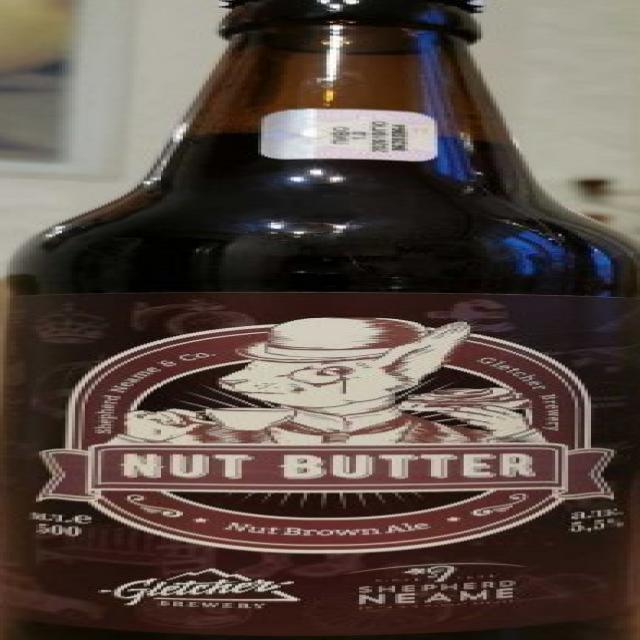 Shepherd Neame & Co.
Gletcher Brewery
NUT BUTTER
Nut Brown Ale
500
5,5%
Gletcher
BREWERY
SHEPHERD
NEAME